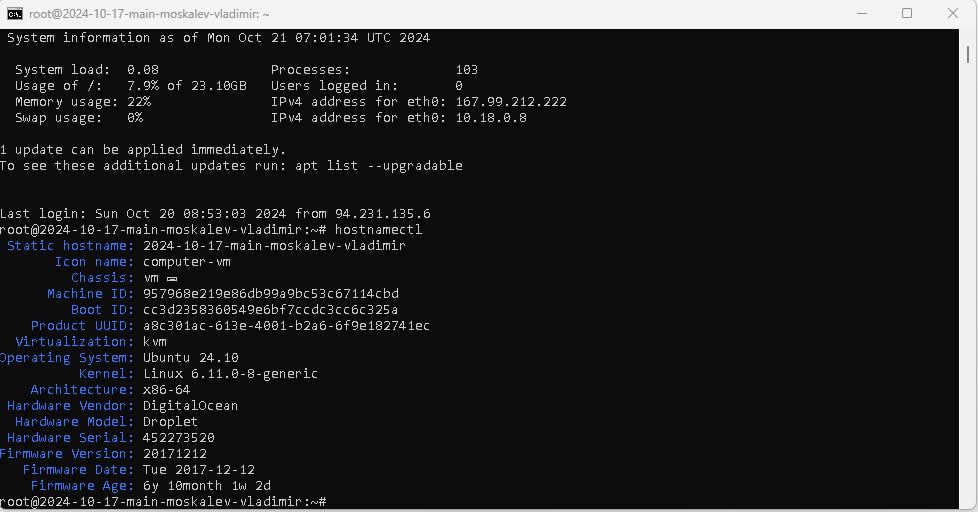 root@2024-10-17-main-moskalev-vladimir: ~
System information as of Mon Oct 21 07:01:34 UTC 2024
System load: 0.08 Processes: 103
Usage of /: 7.9% of 23.10GB Users logged in: 0
Memory usage: 22% IPv4 address for eth0: 167.99.212.222
Swap usage: 0% IPv4 address for eth0: 10.18.0.8
1 update can be applied immediately.
To see these additional updates run: apt list --upgradable
Last login: Sun Oct 20 08:53:03 2024 from 94.231.135.6
root@2024-10-17-main-moskalev-vladimir:~# hostnamectl
Static hostname: 2024-10-17-main-moskalev-vladimir
Icon name: computer-vm
Chassis: vm
Machine ID: 957968e219e86db99a9bc53c67114cbd
Boot ID: cc3d2358360549e6bf7ccdc3cc6c325a
Product UUID: a8c301ac-613e-4001-b2a6-6f9e182741ec
Virtualization: kvm
Operating System: Ubuntu 24.10
Kernel: Linux 6.11.0-8-generic
Architecture: x86-64
Hardware Vendor: DigitalOcean
Hardware Model: Droplet
Hardware Serial: 452273520
Firmware Version: 20171212
Firmware Date: Tue 2017-12-12
Firmware Age: 6y 10month 1w 2d
root@2024-10-17-main-moskalev-vladimir:~#